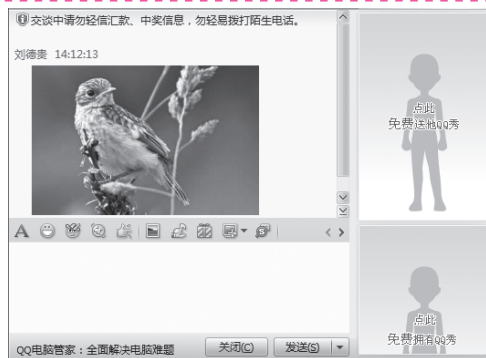 交谈中请勿轻信汇款、中奖信息，勿轻易拨打陌生电话。
刘德贵 14:12:13
点此
免费送他QQ秀
A
点此
免费拥有QQ秀
QQ电脑管家：全面解决电脑难题
关闭(C)
发送(S)